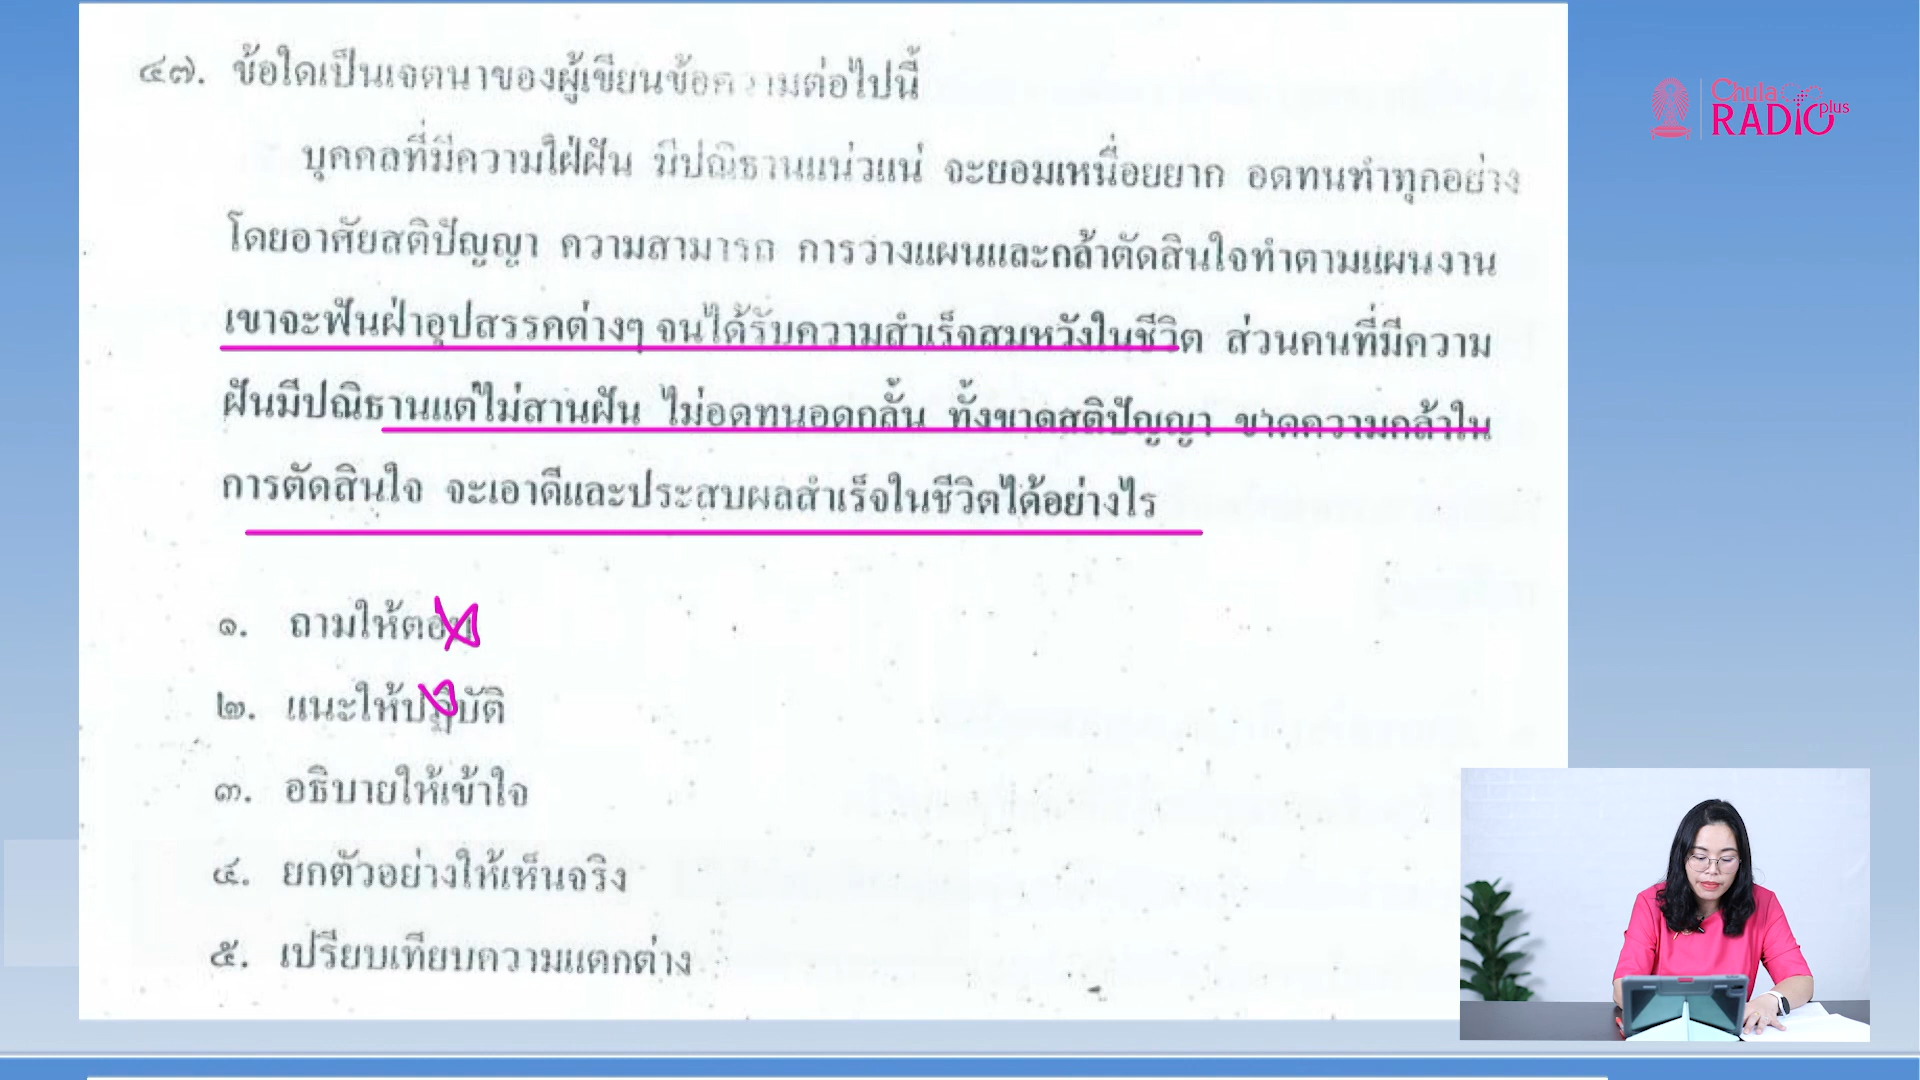 Chula
RADIO plus
๔๗. ข้อใดเป็นเจตนาของผู้เขียนข้อความต่อไปนี้
บุคคลที่มีความใฝ่ฝัน มีปณิธานแน่วแน่ จะยอมเหนื่อยยาก อดทนทำทุกอย่าง
โดยอาศัยสติปัญญา ความสามารถ การวางแผนและกล้าตัดสินใจทำตามแผนงาน
เขาจะฟันฝ่าอุปสรรคต่างๆ จนได้รับความสำเร็จสมหวังในชีวิต ส่วนคนที่มีความ
ฝันมีปณิธานแต่ไม่สานฝัน ไม่อดทนอดกลั้น ทั้งขาดสติปัญญา ขาดความกล้าใน
การตัดสินใจ จะเอาดีและประสบผลสำเร็จในชีวิตได้อย่างไร
๑. ถามให้ตอบ
๒. แนะให้ปฏิบัติ
๓. อธิบายให้เข้าใจ
๔. ยกตัวอย่างให้เห็นจริง
๕. เปรียบเทียบความแตกต่าง